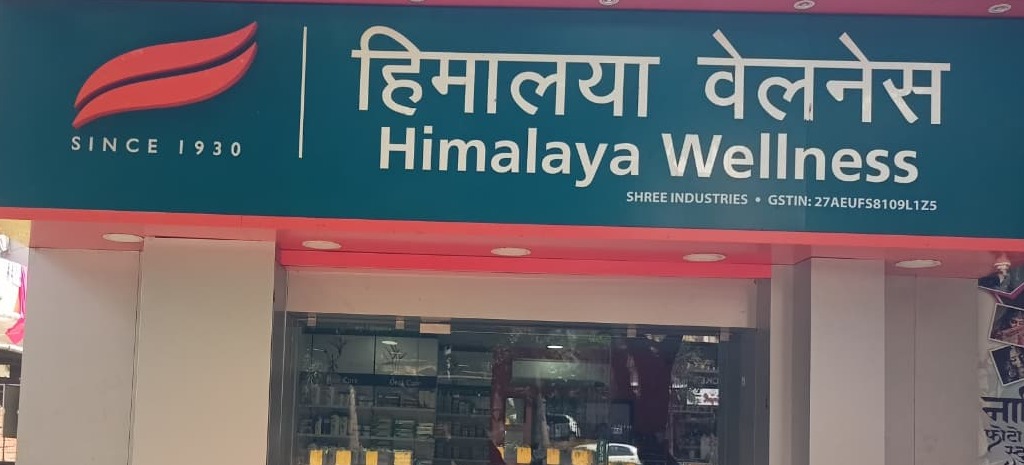 हिमालया वेलनेस
Himalaya Wellness
SINCE 1930
SHREE INDUSTRIES • GSTIN: 27AEUFS8109L1Z5